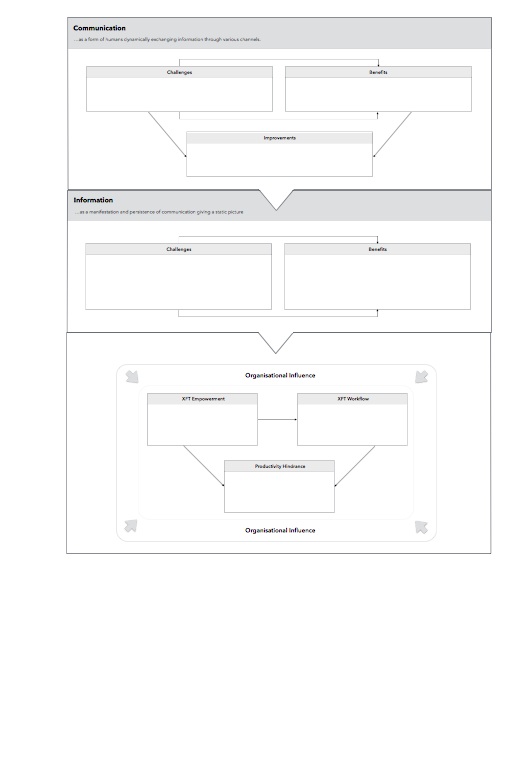 Communication
...as a form of humans dynamically exchanging information through various channels.
Challenges
Benefits
Improvements
Information
...as a manifestation and persistence of communication giving a static picture
Challenges
Benefits
Organisational Influence
XFT Empowerment
XFT Workflow
Productivity Hindrance
Organisational Influence